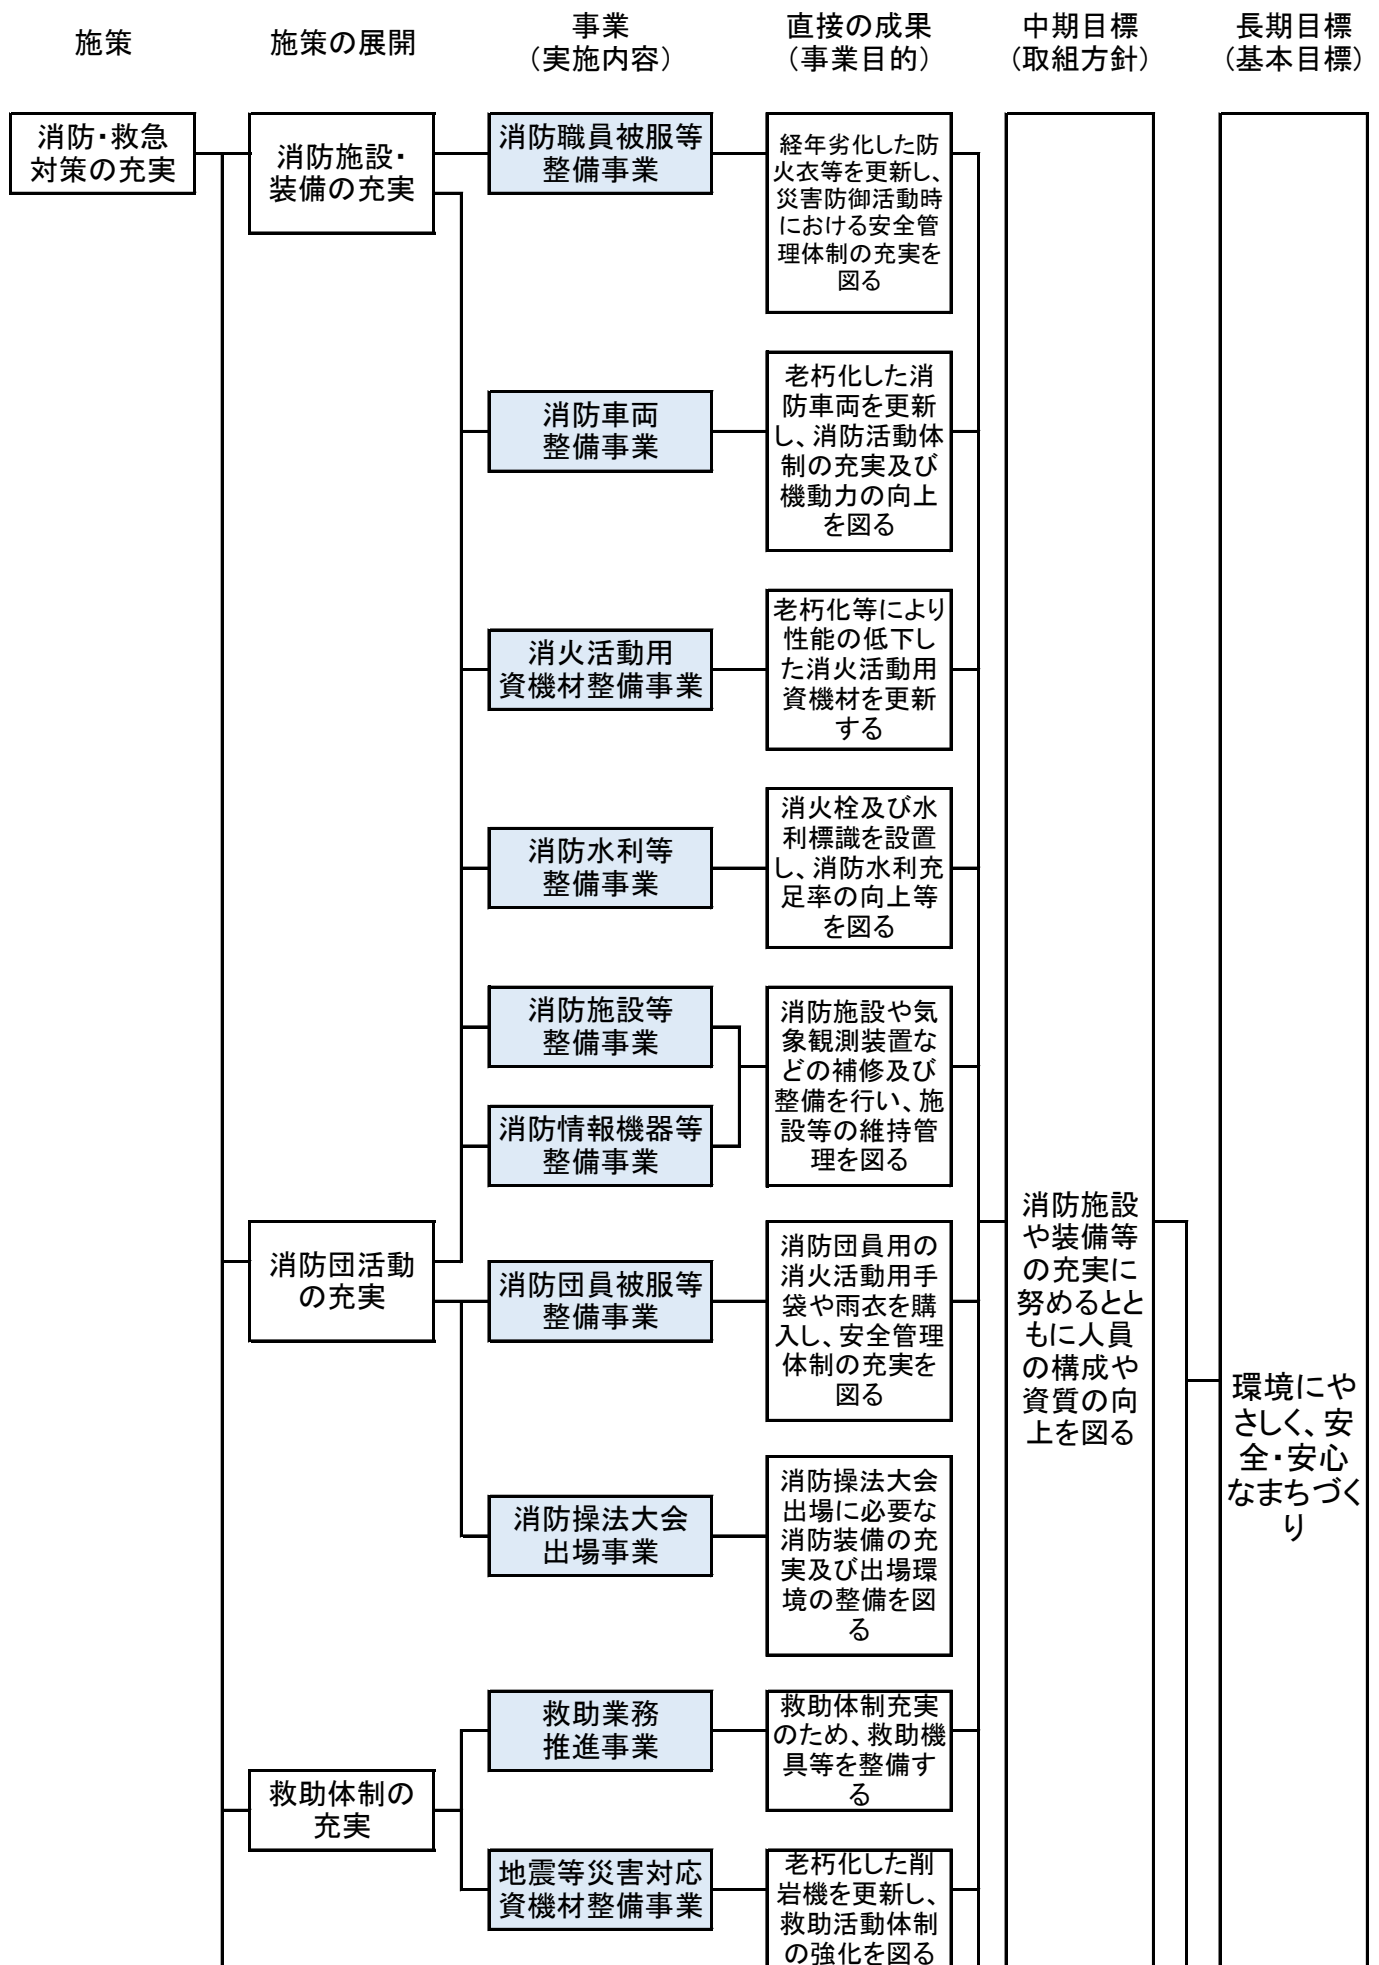 施策
施策の展開
事業
（実施内容）
直接の成果
（事業目的）
中期目標
（取組方針）
長期目標
（基本目標）
消防・救急
対策の充実
消防施設・
装備の充実
消防職員被服等
整備事業
経年劣化した防
火衣等を更新し、
災害防御活動時
における安全管
理体制の充実を
図る
消防車両
整備事業
老朽化した消
防車両を更新
し、消防活動体
制の充実及び
機動力の向上
を図る
消火活動用
資機材整備事業
老朽化等により
性能の低下し
た消火活動用
資機材を更新
する
消防水利等
整備事業
消火栓及び水
利標識を設置
し、消防水利充
足率の向上等
を図る
消防施設等
整備事業
消防情報機器等
整備事業
消防施設や気
象観測装置な
どの補修及び
整備を行い、施
設等の維持管
理を図る
消防団活動
の充実
消防団員被服等
整備事業
消防団員用の
消火活動用手
袋や雨衣を購
入し、安全管理
体制の充実を
図る
消防操法大会
出場事業
消防操法大会
出場に必要な
消防装備の充
実及び出場環
境の整備を図
る
救助体制の
充実
救助業務
推進事業
救助体制充実
のため、救助機
具等を整備す
る
地震等災害対応
資機材整備事業
老朽化した削
岩機を更新し、
救助活動体制
の強化を図る
消防施設
や装備等
の充実に
努めるとと
もに人員
の構成や
資質の向
上を図る
環境にや
さしく、安
全・安心
なまちづく
り